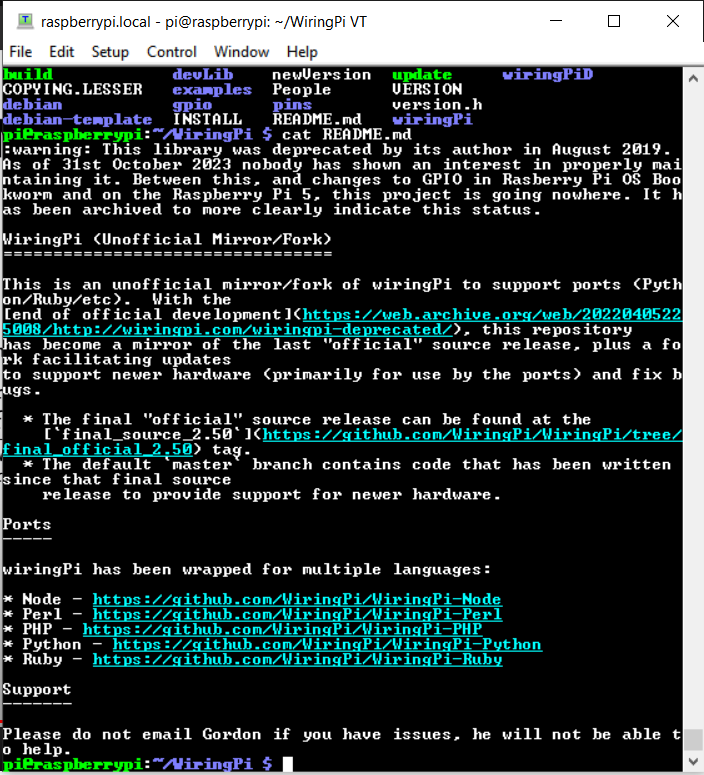 raspberrypi.local - pi@raspberrypi: ~/WiringPi VT
File Edit Setup Control Window Help
build devLib newVersion update wiringPiD
COPYING.LESSER examples People VERSION
debian gpio pins version.h
debian-template INSTALL README.md wiringPi
pi@raspberrypi:~/WiringPi $ cat README.md
:warning: This library was deprecated by its author in August 2019.
As of 31st October 2023 nobody has shown an interest in properly mai
ntaining it. Between this, and changes to GPIO in Rasberry Pi OS Boo
kworm and on the Raspberry Pi 5, this project is going nowhere. It h
as been archived to more clearly indicate this status.
WiringPi (Unofficial Mirror/Fork)
=================================
This is an unofficial mirror/fork of wiringPi to support ports (Pyth
on/Ruby/etc). With the
[end of official development](https://web.archive.org/web/2022040522
5008/http://wiringpi.com/wiringpi-deprecated/), this repository
has become a mirror of the last "official" source release, plus a fo
rk facilitating updates
to support newer hardware (primarily for use by the ports) and fix b
ugs.
* The final "official" source release can be found at the
[`final_source_2.50`](https://github.com/WiringPi/WiringPi/tree/
final_official_2.50) tag.
* The default `master` branch contains code that has been written
since that final source
release to provide support for newer hardware.
Ports
-----
wiringPi has been wrapped for multiple languages:
* Node - https://github.com/WiringPi/WiringPi-Node
* Perl - https://github.com/WiringPi/WiringPi-Perl
* PHP - https://github.com/WiringPi/WiringPi-PHP
* Python - https://github.com/WiringPi/WiringPi-Python
* Ruby - https://github.com/WiringPi/WiringPi-Ruby
Support
-------
Please do not email Gordon if you have issues, he will not be able t
o help.
pi@raspberrypi:~/WiringPi $